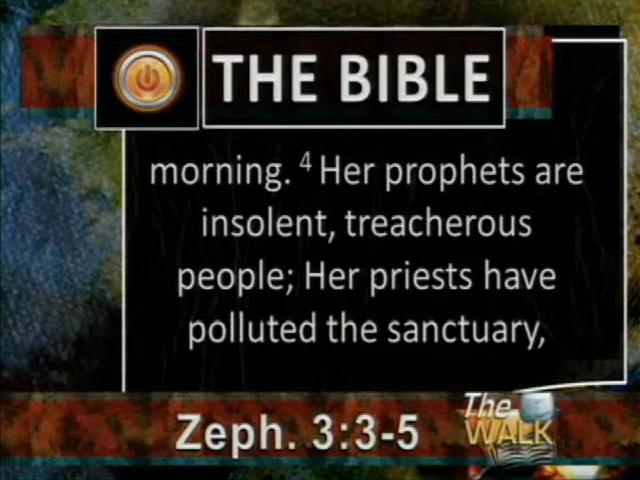 THE BIBLE
morning. ⁴ Her prophets are
insolent, treacherous
people; Her priests have
polluted the sanctuary,
Zeph. 3:3-5
The
WALK